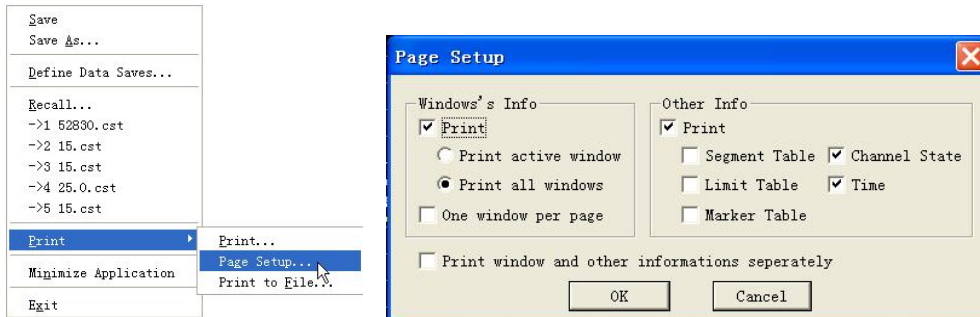 Save
Save As...
Define Data Saves...
Recall...
->1 52830.cst
->2 15.cst
->3 15.cst
->4 25.0.cst
->5 15.cst
Print
Minimize Application
Exit
Print...
Page Setup...
Print to File...
Page Setup
Windows's Info
Print
Print active window
Print all windows
One window per page
Other Info
Print
Segment Table
Channel State
Limit Table
Time
Marker Table
Print window and other informations seperately
OK
Cancel